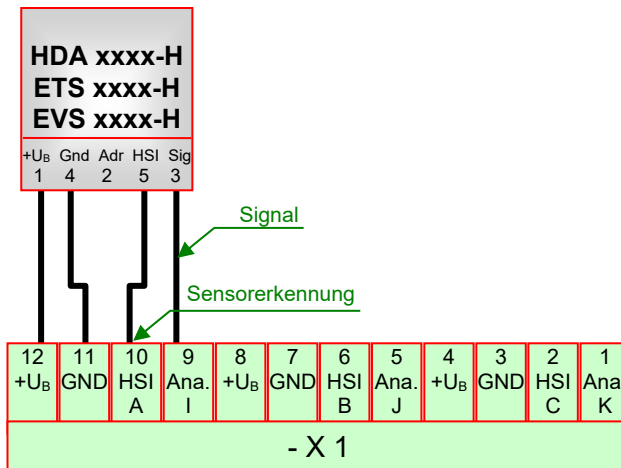 HDA xxxx-H
ETS xxxx-H
EVS xxxx-H
+UB Gnd Adr HSI Sig
1 4 2 5 3
Signal
Sensorerkennung
12 11 10 9 8 7 6 5 4 3 2 1
+UB GND HSI Ana. +UB GND HSI Ana. +UB GND HSI Ana
A I B J C K
- X 1